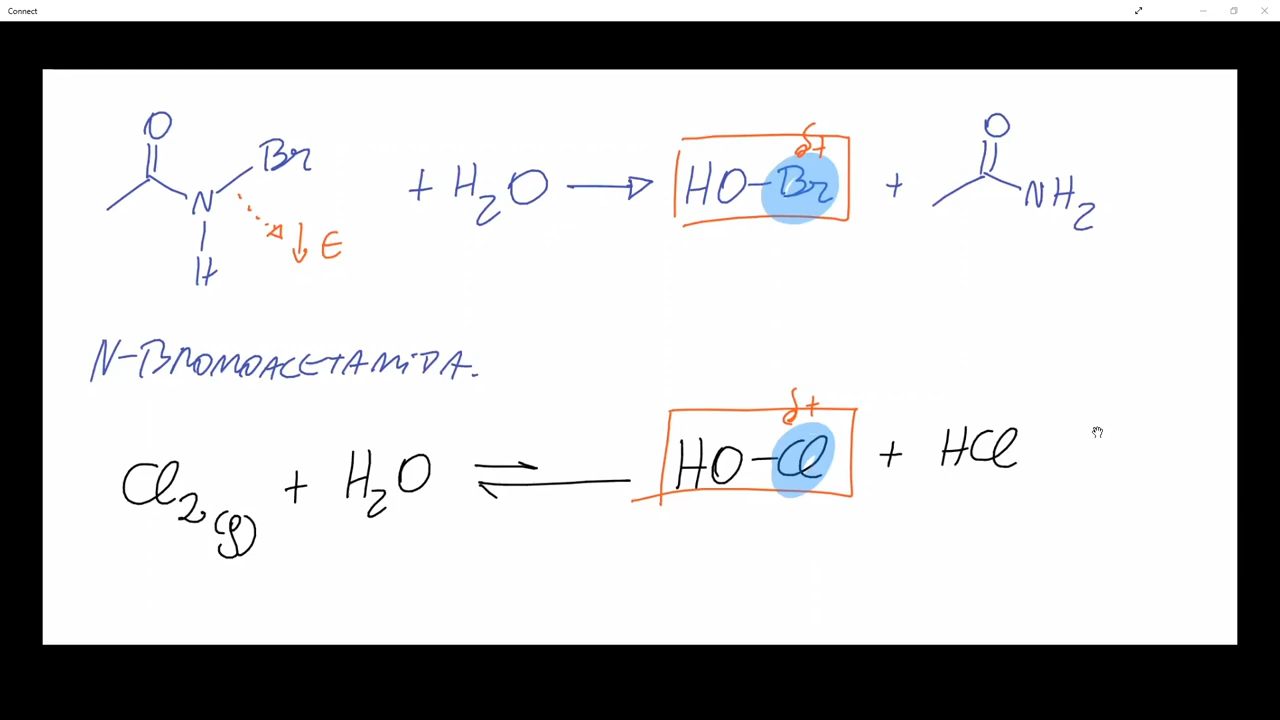 Connect
O
Br
N
H
↓ E
+ H2O → HO-Br δ+ + O NH2
N-BROMOACETAMIDA.
Cl2(g) + H2O ⇌ HO-Cl δ+ + HCl